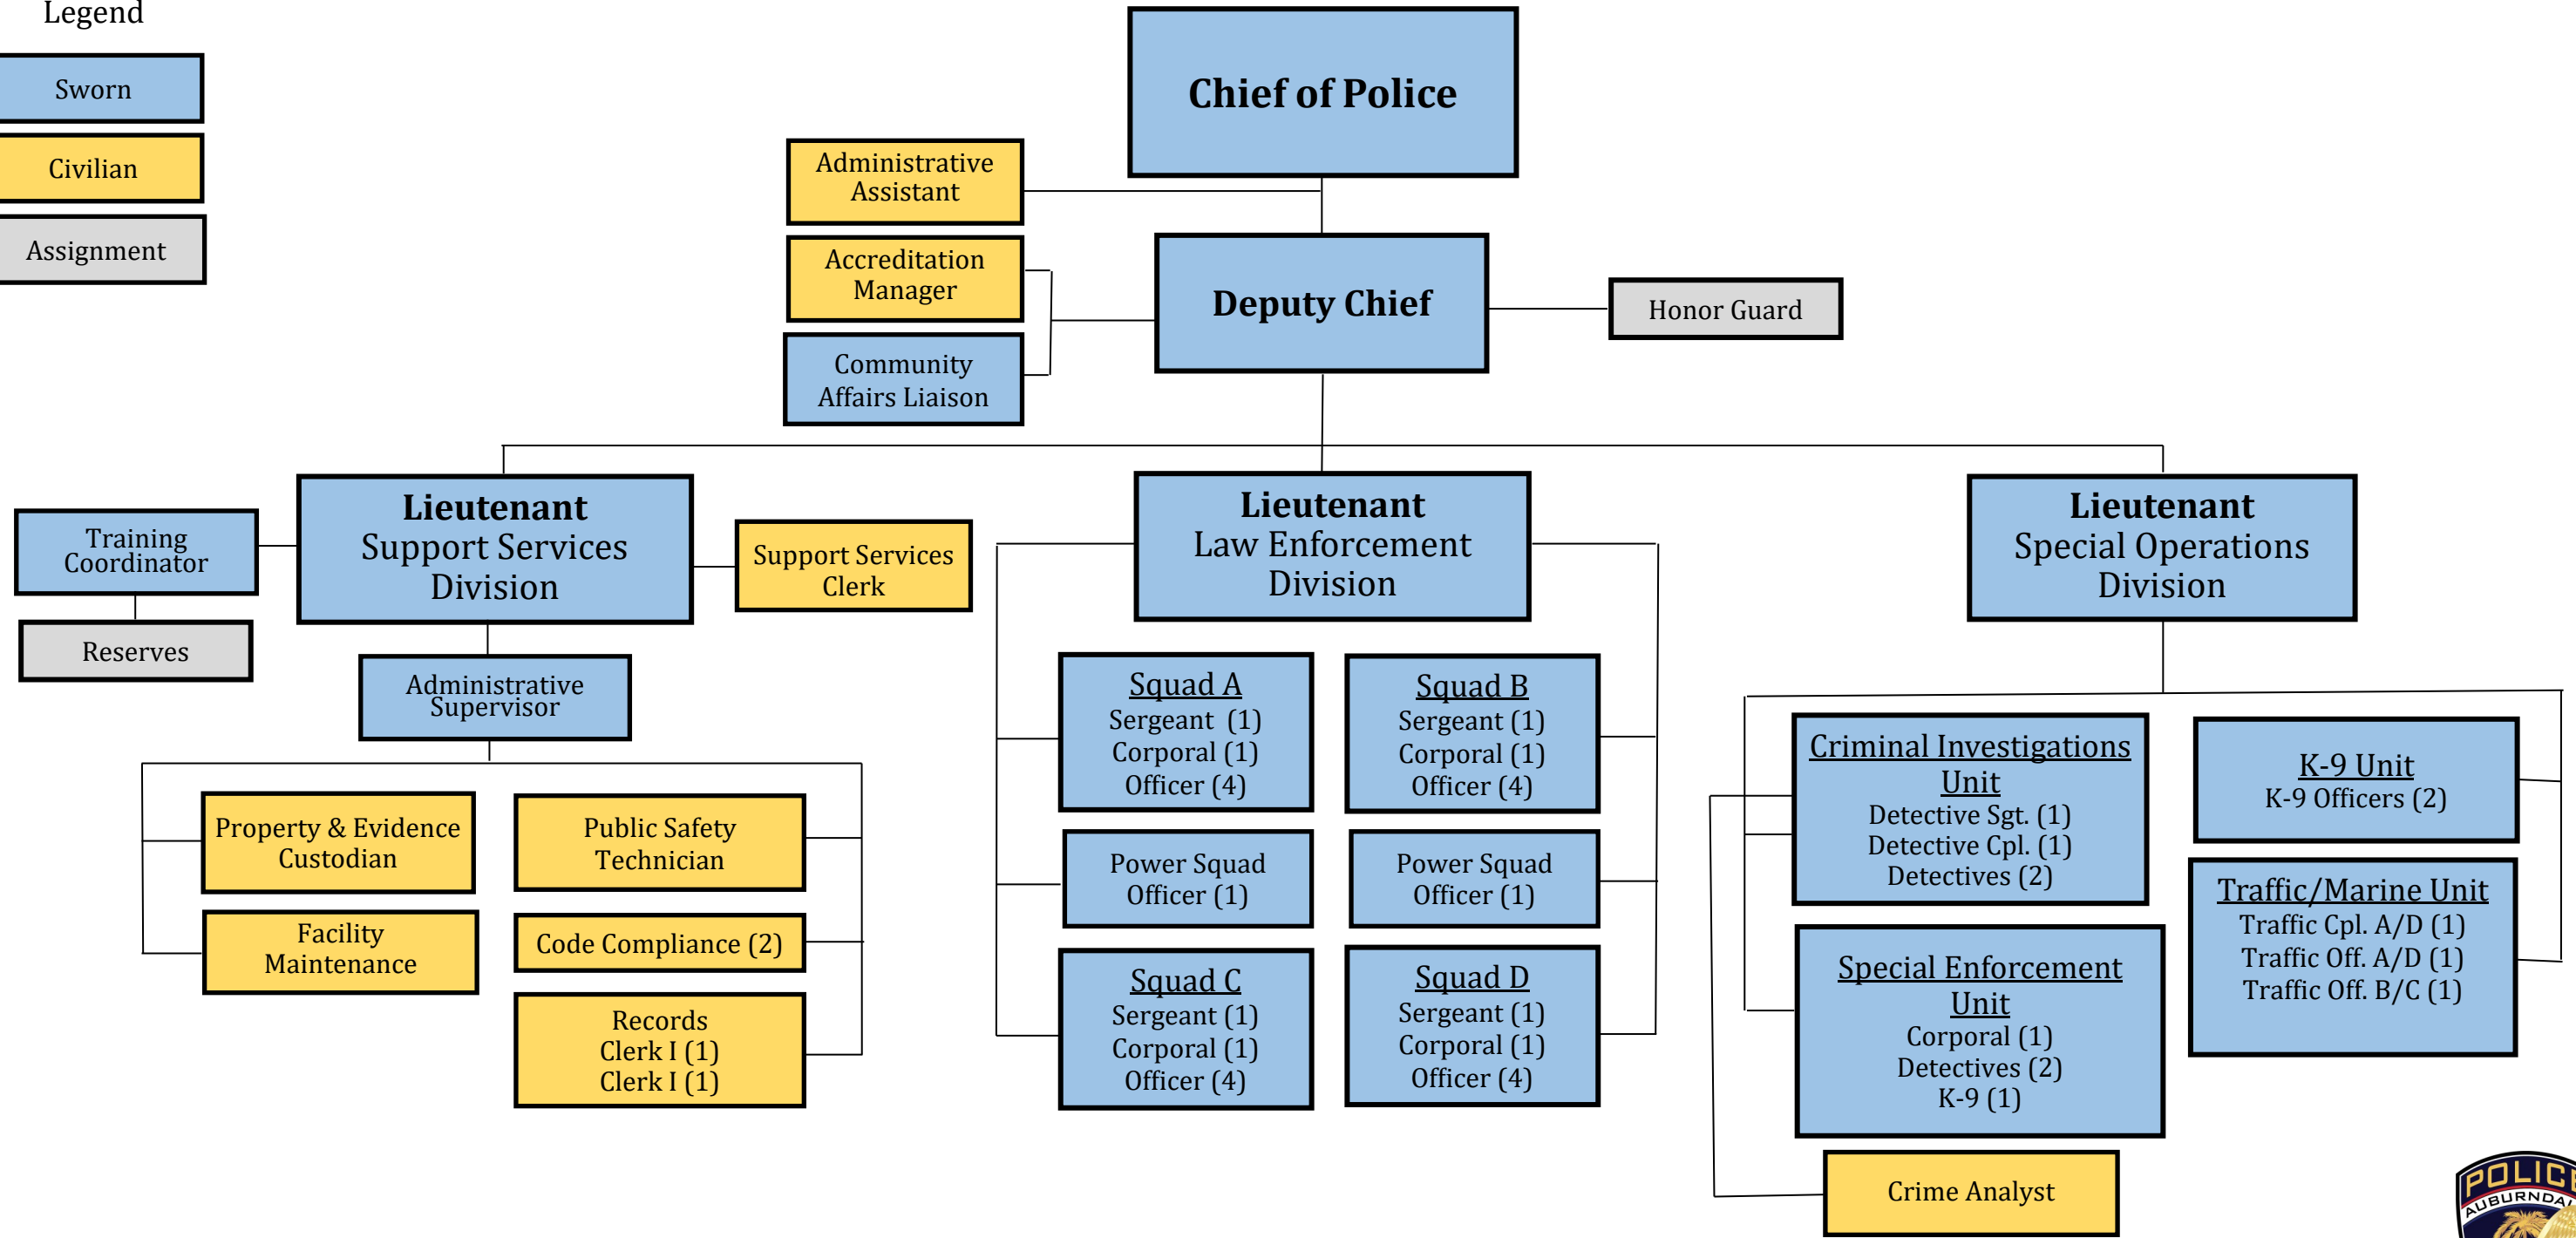 Legend
Sworn
Civilian
Assignment
Chief of Police
Administrative
Assistant
Accreditation
Manager
Community
Affairs Liaison
Deputy Chief
Honor Guard
Training
Coordinator
Reserves
Lieutenant
Support Services
Division
Support Services
Clerk
Administrative
Supervisor
Property & Evidence
Custodian
Facility
Maintenance
Public Safety
Technician
Code Compliance (2)
Records
Clerk I (1)
Clerk I (1)
Lieutenant
Law Enforcement
Division
Squad A
Sergeant (1)
Corporal (1)
Officer (4)
Squad B
Sergeant (1)
Corporal (1)
Officer (4)
Power Squad
Officer (1)
Power Squad
Officer (1)
Squad C
Sergeant (1)
Corporal (1)
Officer (4)
Squad D
Sergeant (1)
Corporal (1)
Officer (4)
Lieutenant
Special Operations
Division
Criminal Investigations
Unit
Detective Sgt. (1)
Detective Cpl. (1)
Detectives (2)
K-9 Unit
K-9 Officers (2)
Special Enforcement
Unit
Corporal (1)
Detectives (2)
K-9 (1)
Traffic/Marine Unit
Traffic Cpl. A/D (1)
Traffic Off. A/D (1)
Traffic Off. B/C (1)
Crime Analyst
POLICE